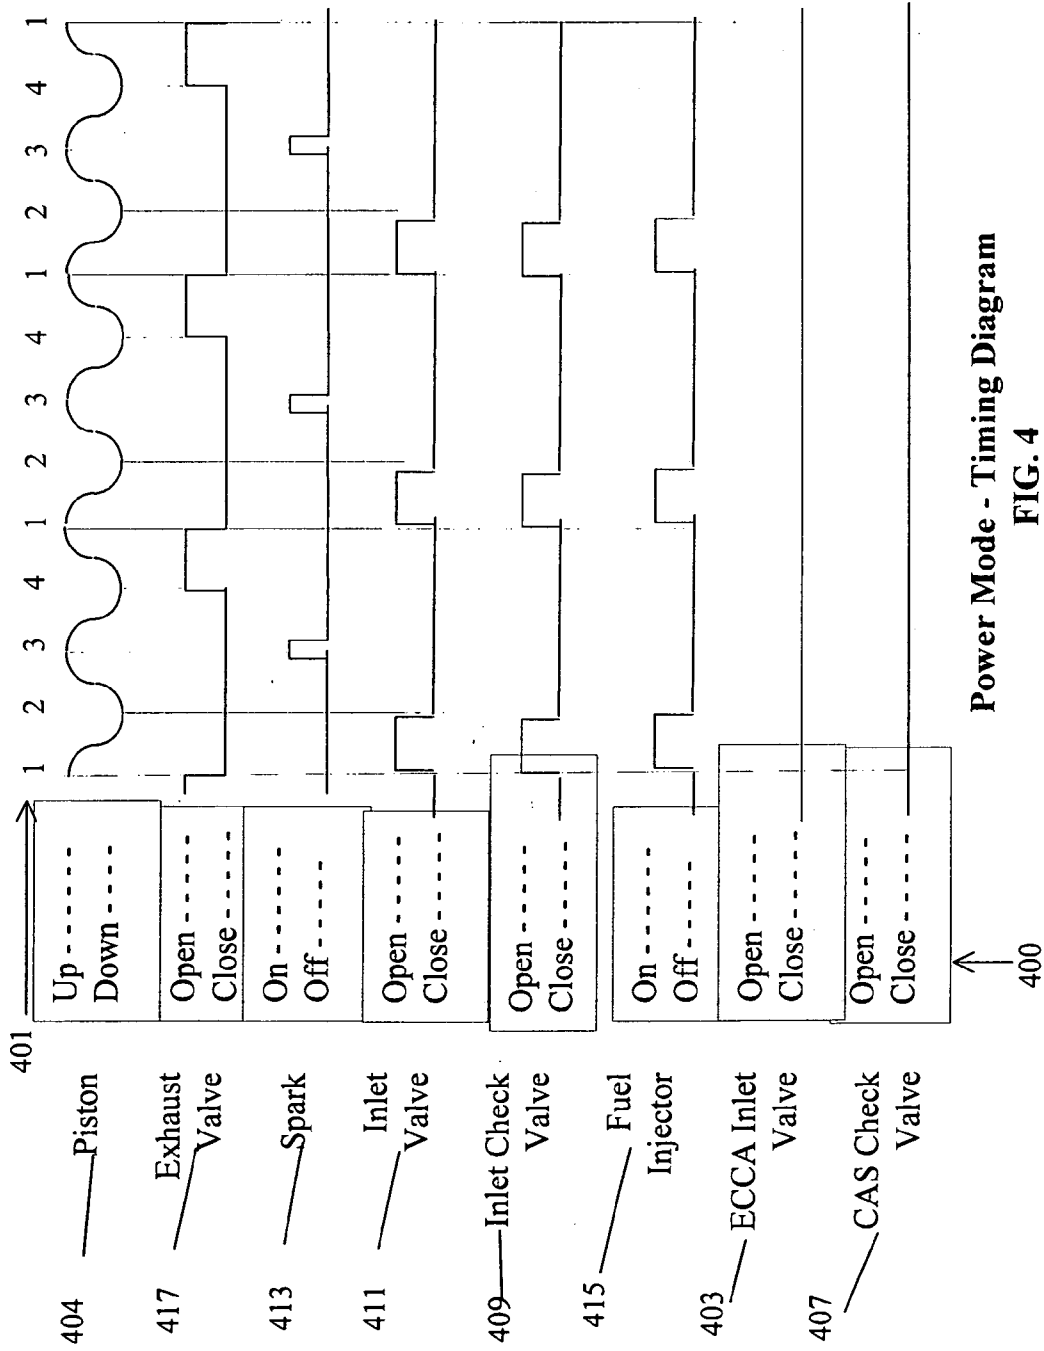 401
1 2 3 4 1 2 3 4 1 2 3 4 1
404
Piston
Up
Down
417
Exhaust
Valve
Open
Close
413
Spark
On
Off
411
Inlet
Valve
Open
Close
409
Inlet Check
Valve
Open
Close
415
Fuel
Injector
On
Off
403
ECCA Inlet
Valve
Open
Close
407
CAS Check
Valve
Open
Close
400
Power Mode - Timing Diagram
FIG. 4